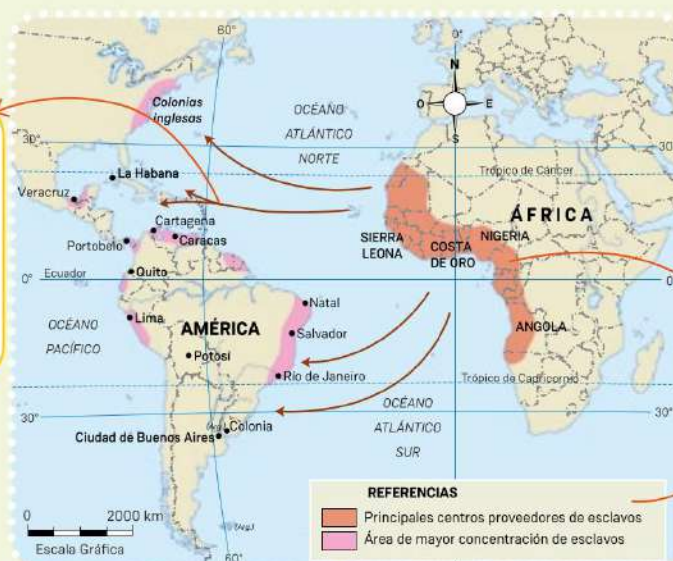 60°
0°
N
O
E
S
Colonias
inglesas
OCÉANO
ATLÁNTICO
NORTE
30°
30°
Trópico de Cáncer
La Habana
Veracruz
ÁFRICA
Cartagena
Caracas
NIGERIA
SIERRA
LEONA
COSTA
DE ORO
Portobelo
Ecuador
Quito
0°
0°
Natal
Lima
AMÉRICA
ANGOLA
OCÉANO
PACÍFICO
Salvador
Potosí
Río de Janeiro
Trópico de Capricornio
OCÉANO
ATLÁNTICO
SUR
30°
30°
(Arg.)
Colonia
Ciudad de Buenos Aires
REFERENCIAS
Principales centros proveedores de esclavos
Área de mayor concentración de esclavos
0
2000 km
Escala Gráfica
(Arg.)
60°